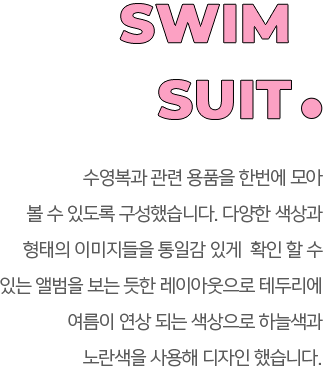 SWIM
SUIT.
수영복과 관련 용품을 한번에 모아
볼 수 있도록 구성했습니다. 다양한 색상과
형태의 이미지들을 통일감 있게 확인 할 수
있는 앨범을 보는 듯한 레이아웃으로 테두리에
여름이 연상 되는 색상으로 하늘색과
노란색을 사용해 디자인 했습니다.